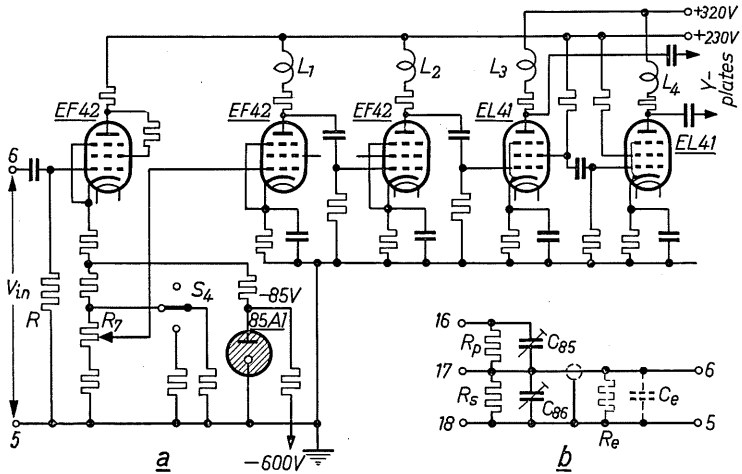 +320V
+230V
L1
L2
L3
L4
Y-plates
EF42
EF42
EF42
EL41
EL41
6
Vin
R
R7
S4
-85V
85A1
5
a
-600V
16
Rp
C85
17
6
Rs
C86
Re
Ce
18
5
b